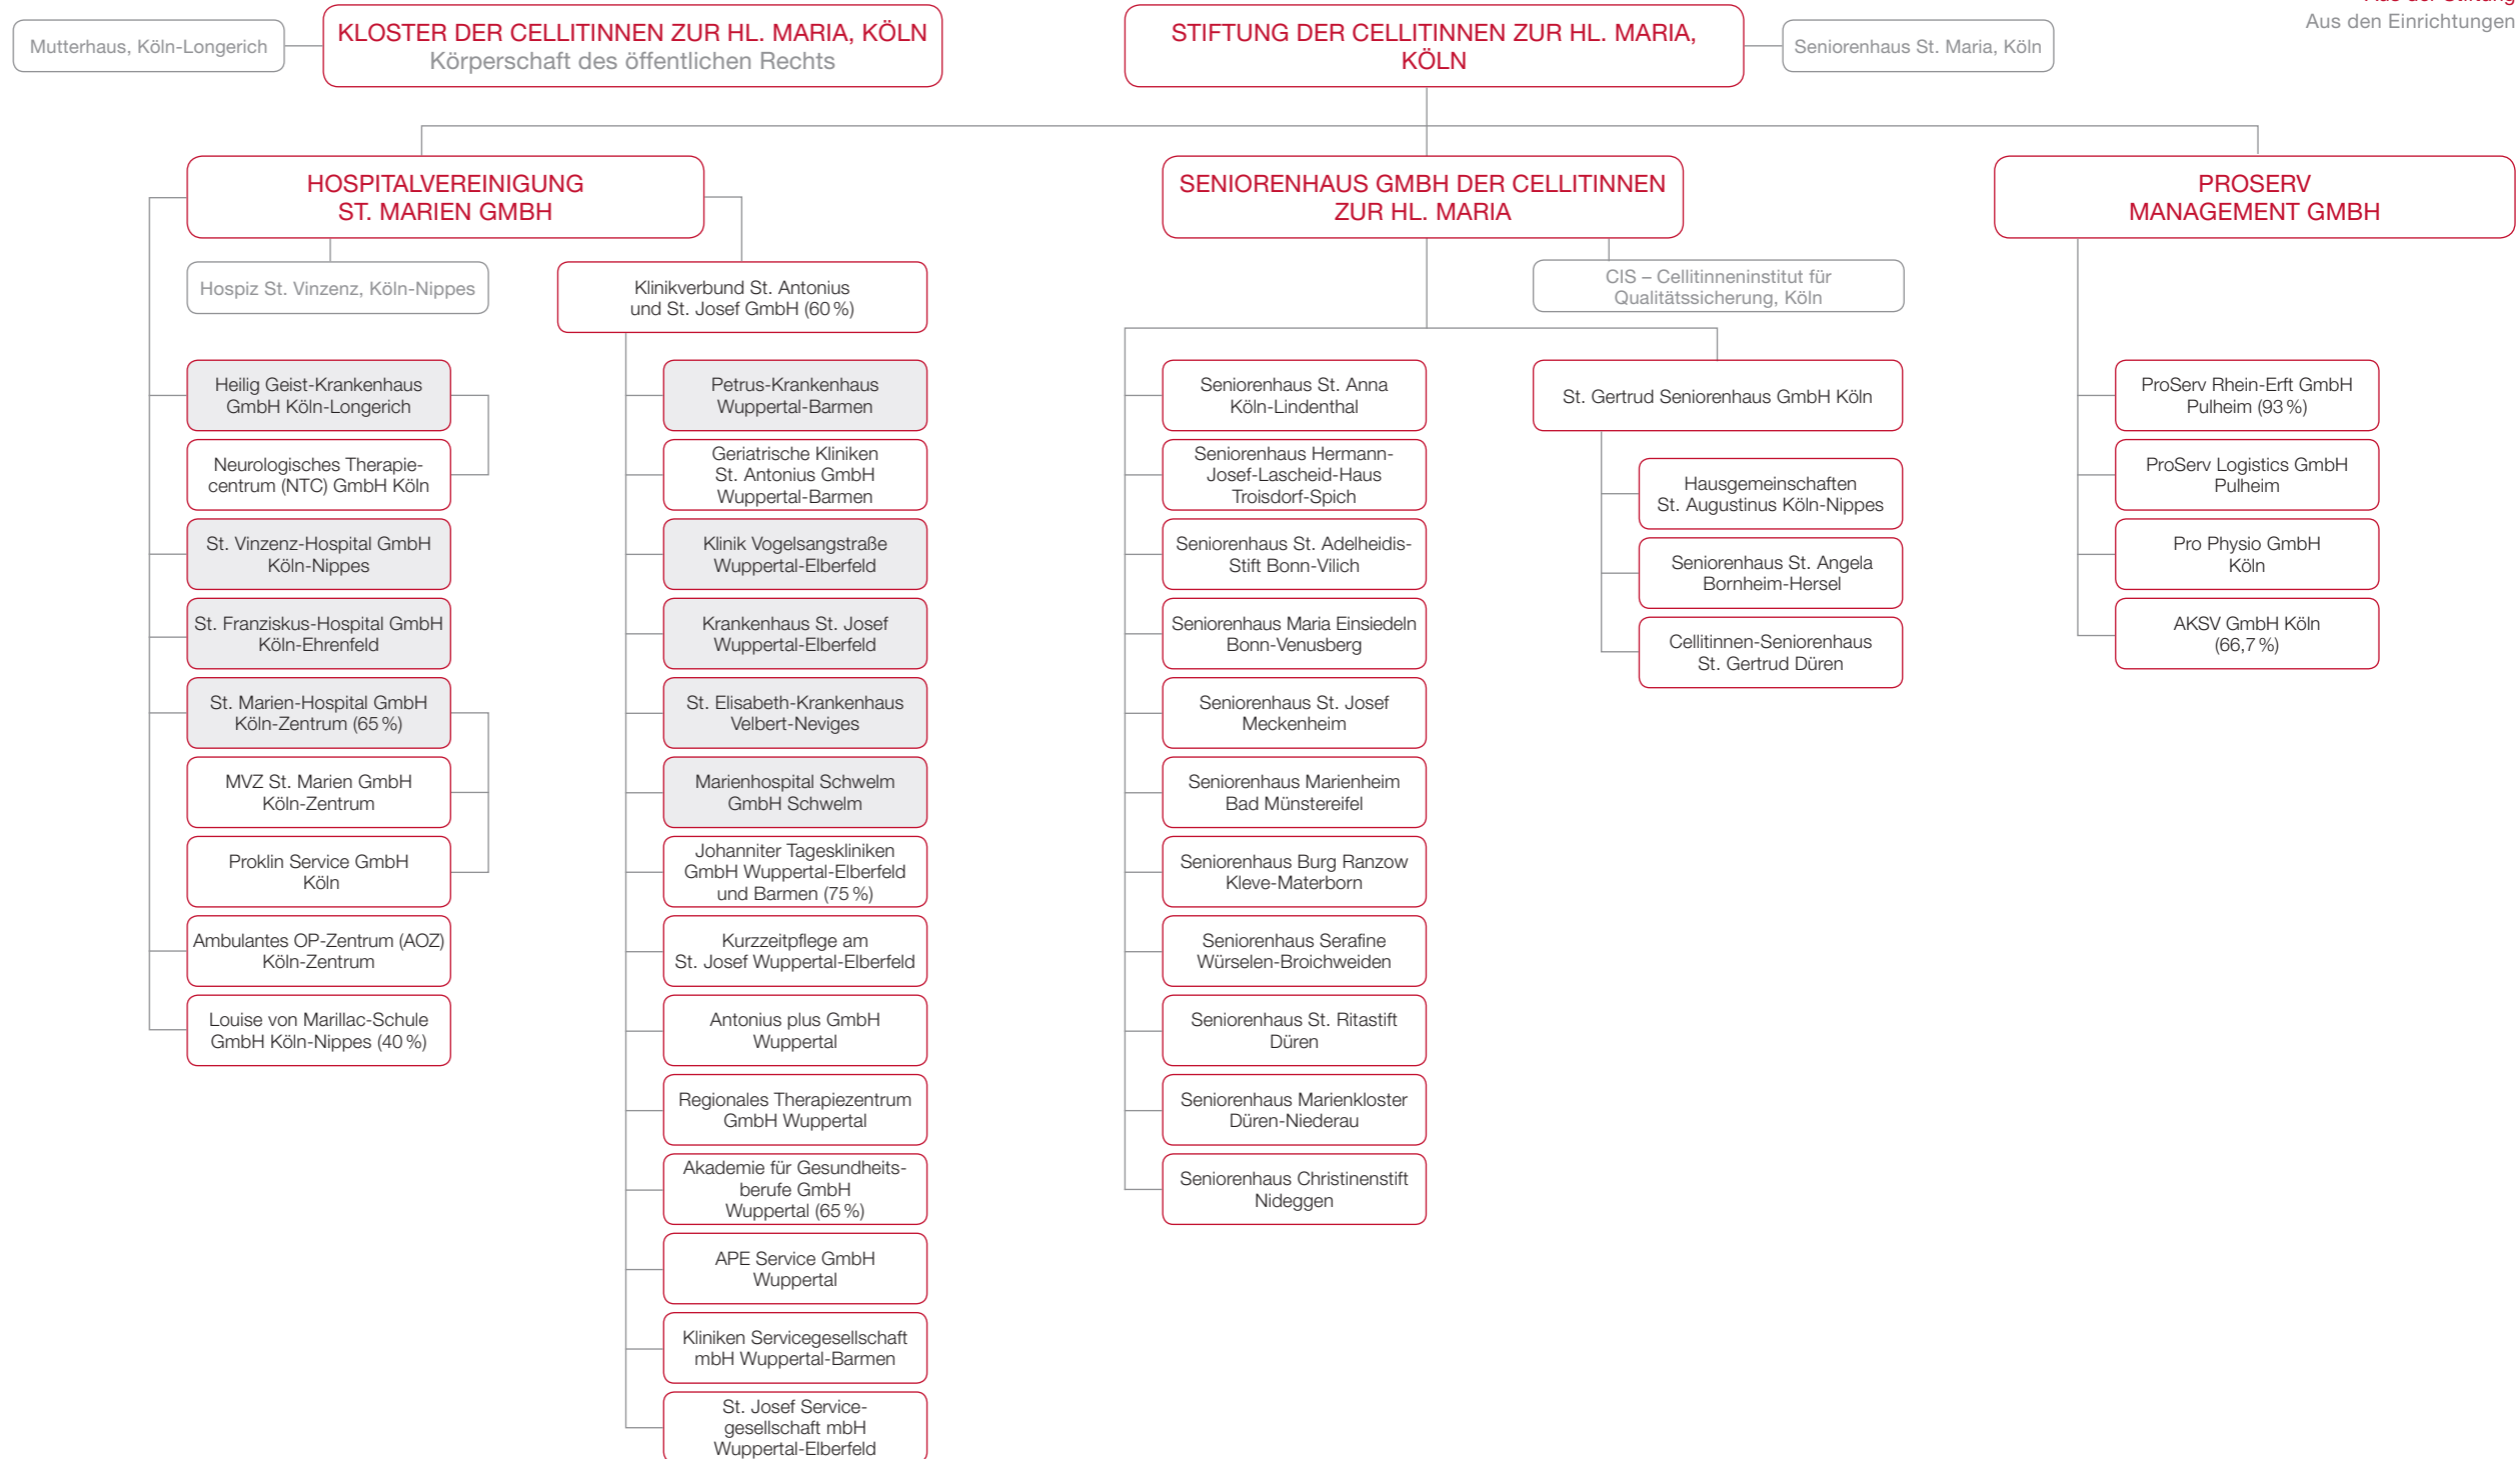 Aus der Stiftung
Aus den Einrichtungen
Mutterhaus, Köln-Longerich
KLOSTER DER CELLITINNEN ZUR HL. MARIA, KÖLN
Körperschaft des öffentlichen Rechts
STIFTUNG DER CELLITINNEN ZUR HL. MARIA,
KÖLN
Seniorenhaus St. Maria, Köln
HOSPITALVEREINIGUNG
ST. MARIEN GMBH
Hospiz St. Vinzenz, Köln-Nippes
Heilig Geist-Krankenhaus
GmbH Köln-Longerich
Neurologisches Therapie-
centrum (NTC) GmbH Köln
St. Vinzenz-Hospital GmbH
Köln-Nippes
St. Franziskus-Hospital GmbH
Köln-Ehrenfeld
St. Marien-Hospital GmbH
Köln-Zentrum (65 %)
MVZ St. Marien GmbH
Köln-Zentrum
Proklin Service GmbH
Köln
Ambulantes OP-Zentrum (AOZ)
Köln-Zentrum
Louise von Marillac-Schule
GmbH Köln-Nippes (40 %)
Klinikverbund St. Antonius
und St. Josef GmbH (60 %)
Petrus-Krankenhaus
Wuppertal-Barmen
Geriatrische Kliniken
St. Antonius GmbH
Wuppertal-Barmen
Klinik Vogelsangstraße
Wuppertal-Elberfeld
Krankenhaus St. Josef
Wuppertal-Elberfeld
St. Elisabeth-Krankenhaus
Velbert-Neviges
Marienhospital Schwelm
GmbH Schwelm
Johanniter Tageskliniken
GmbH Wuppertal-Elberfeld
und Barmen (75 %)
Kurzzeitpflege am
St. Josef Wuppertal-Elberfeld
Antonius plus GmbH
Wuppertal
Regionales Therapiezentrum
GmbH Wuppertal
Akademie für Gesundheits-
berufe GmbH
Wuppertal (65 %)
APE Service GmbH
Wuppertal
Kliniken Servicegesellschaft
mbH Wuppertal-Barmen
St. Josef Service-
gesellschaft mbH
Wuppertal-Elberfeld
SENIORENHAUS GMBH DER CELLITINNEN
ZUR HL. MARIA
CIS – Cellitinneninstitut für
Qualitätssicherung, Köln
Seniorenhaus St. Anna
Köln-Lindenthal
Seniorenhaus Hermann-
Josef-Lascheid-Haus
Troisdorf-Spich
Seniorenhaus St. Adelheidis-
Stift Bonn-Vilich
Seniorenhaus Maria Einsiedeln
Bonn-Venusberg
Seniorenhaus St. Josef
Meckenheim
Seniorenhaus Marienheim
Bad Münstereifel
Seniorenhaus Burg Ranzow
Kleve-Materborn
Seniorenhaus Serafine
Würselen-Broichweiden
Seniorenhaus St. Ritastift
Düren
Seniorenhaus Marienkloster
Düren-Niederau
Seniorenhaus Christinenstift
Nideggen
St. Gertrud Seniorenhaus GmbH Köln
Hausgemeinschaften
St. Augustinus Köln-Nippes
Seniorenhaus St. Angela
Bornheim-Hersel
Cellitinnen-Seniorenhaus
St. Gertrud Düren
PROSERV
MANAGEMENT GMBH
ProServ Rhein-Erft GmbH
Pulheim (93 %)
ProServ Logistics GmbH
Pulheim
Pro Physio GmbH
Köln
AKSV GmbH Köln
(66,7 %)